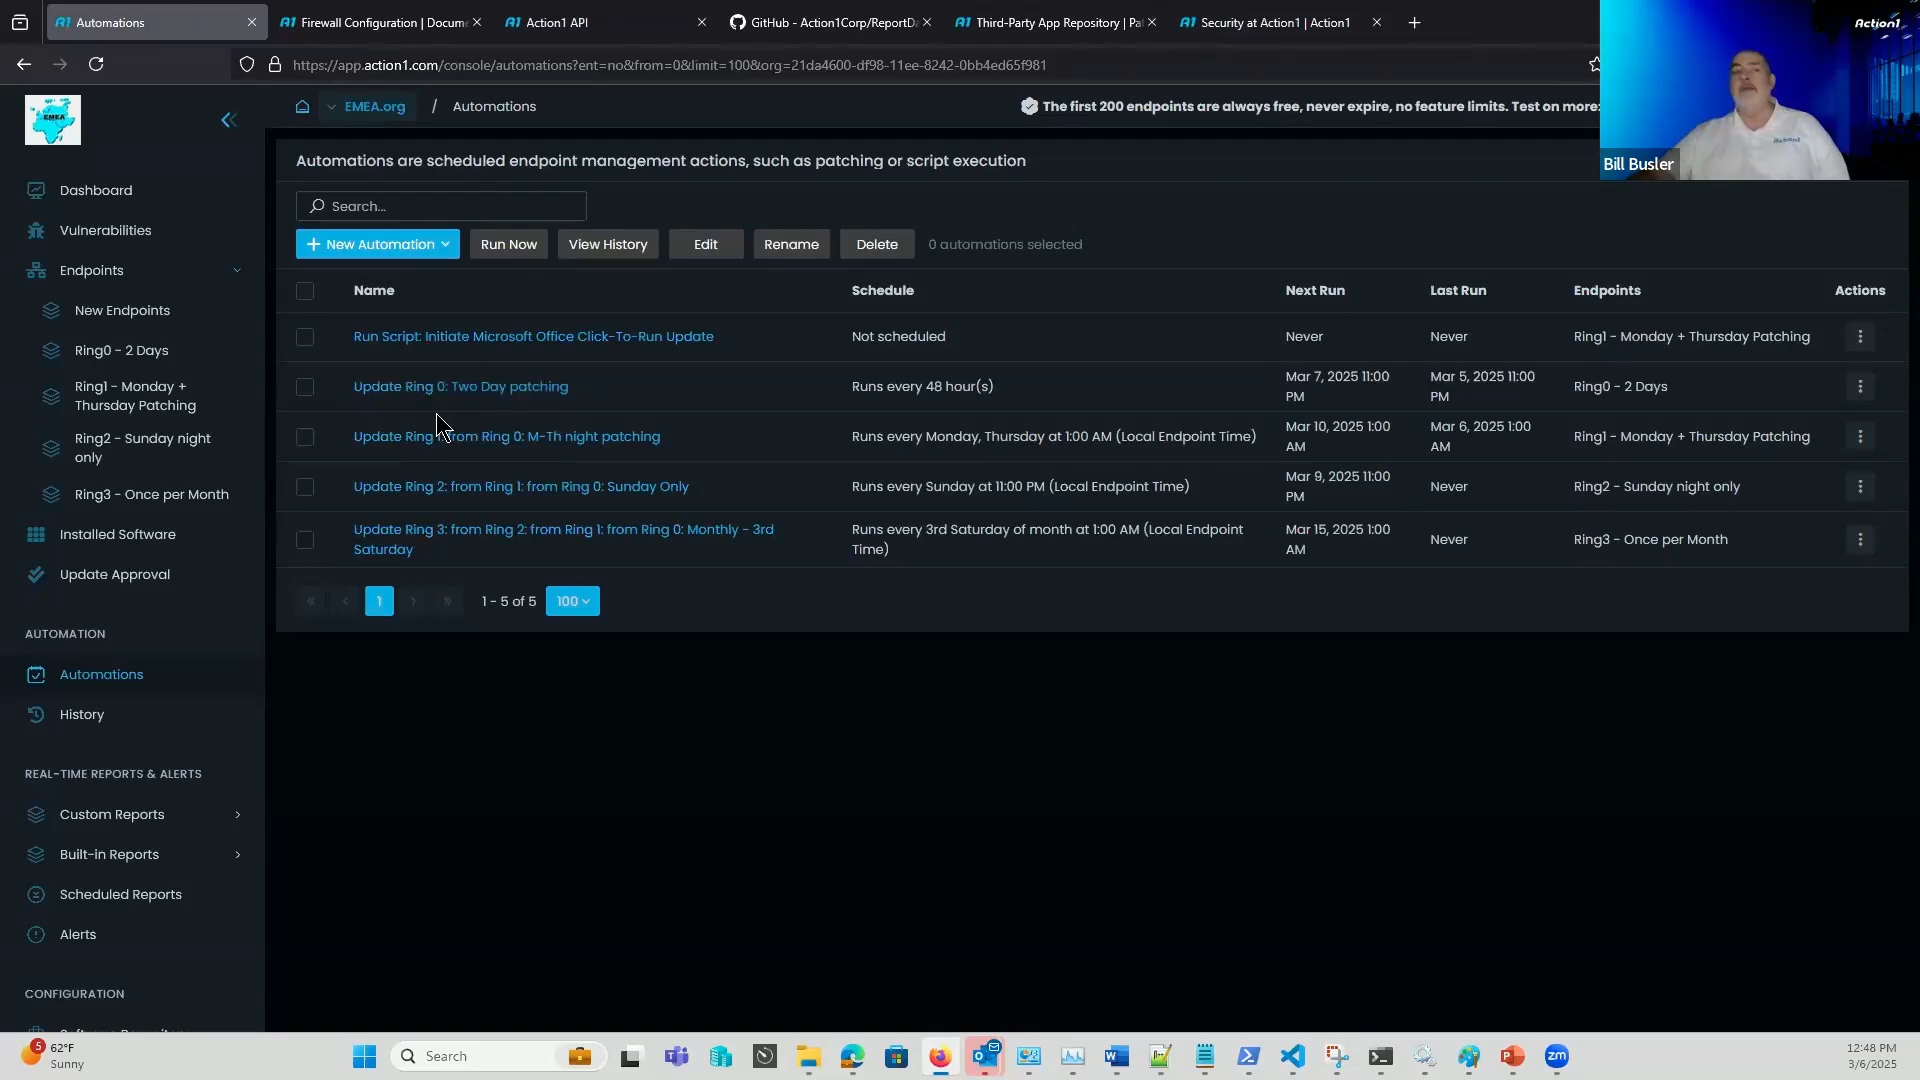 Automations
Firewall Configuration | Docum
Action1 API
GitHub - Action1Corp/ReportDa
Third-Party App Repository | Pa
Security at Action1 | Action1
https://app.action1.com/console/automations?ent=no&from=0&limit=100&org=21da4600-df98-11ee-8242-0bb4ed65f981
Action1
Bill Busler
EMEA
EMEA.org / Automations
The first 200 endpoints are always free, never expire, no feature limits. Test on more:
Dashboard
Vulnerabilities
Endpoints
New Endpoints
Ring0 - 2 Days
Ring1 - Monday +
Thursday Patching
Ring2 - Sunday night
only
Ring3 - Once per Month
Installed Software
Update Approval
AUTOMATION
Automations
History
REAL-TIME REPORTS & ALERTS
Custom Reports
Built-in Reports
Scheduled Reports
Alerts
CONFIGURATION
Automations are scheduled endpoint management actions, such as patching or script execution
Search...
+ New Automation
Run Now
View History
Edit
Rename
Delete
0 automations selected
Name Schedule Next Run Last Run Endpoints Actions
Run Script: Initiate Microsoft Office Click-To-Run Update Not scheduled Never Never Ring1 - Monday + Thursday Patching
Update Ring 0: Two Day patching Runs every 48 hour(s) Mar 7, 2025 11:00 PM Mar 5, 2025 11:00 PM Ring0 - 2 Days
Update Ring from Ring 0: M-Th night patching Runs every Monday, Thursday at 1:00 AM (Local Endpoint Time) Mar 10, 2025 1:00 AM Mar 6, 2025 1:00 AM Ring1 - Monday + Thursday Patching
Update Ring 2: from Ring 1: from Ring 0: Sunday Only Runs every Sunday at 11:00 PM (Local Endpoint Time) Mar 9, 2025 11:00 PM Never Ring2 - Sunday night only
Update Ring 3: from Ring 2: from Ring 1: from Ring 0: Monthly - 3rd Saturday Runs every 3rd Saturday of month at 1:00 AM (Local Endpoint Time) Mar 15, 2025 1:00 AM Never Ring3 - Once per Month
1
1 - 5 of 5
100
5
62°F
Sunny
Search
zm
12:48 PM
3/6/2025